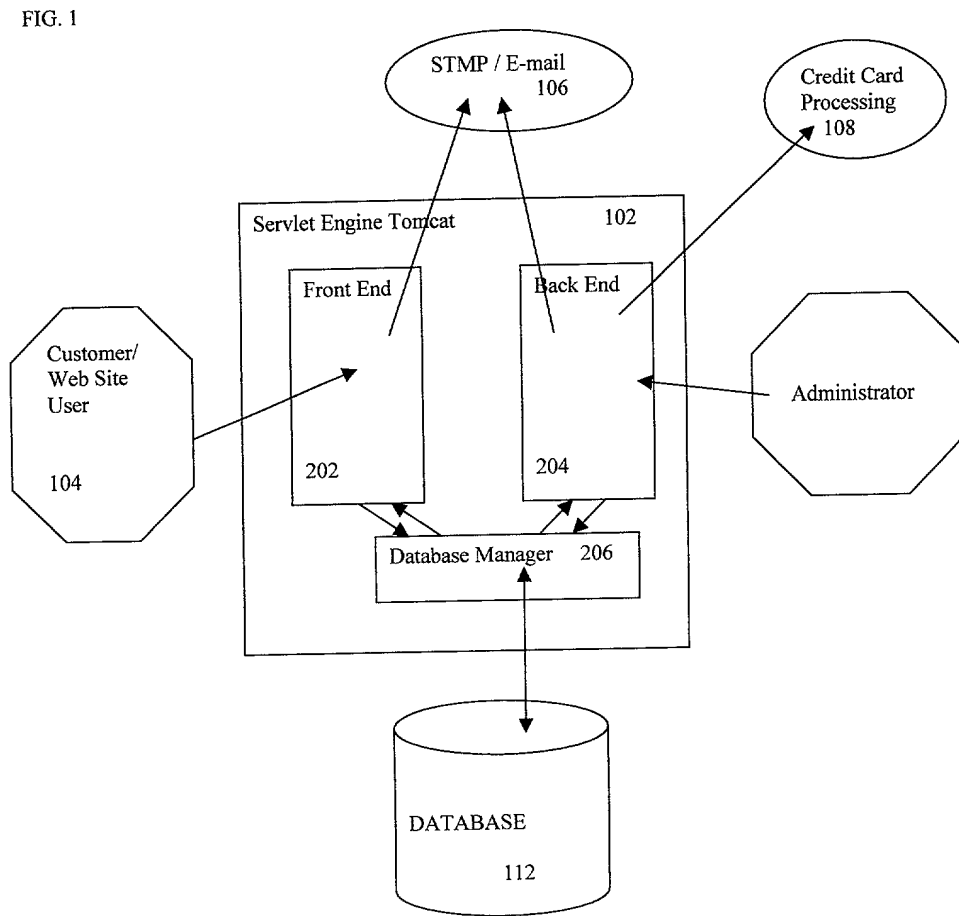 FIG. 1
STMP / E-mail
106
Credit Card
Processing
108
Servlet Engine Tomcat
102
Front End
202
Back End
204
Customer/
Web Site
User
104
Administrator
Database Manager
206
DATABASE
112